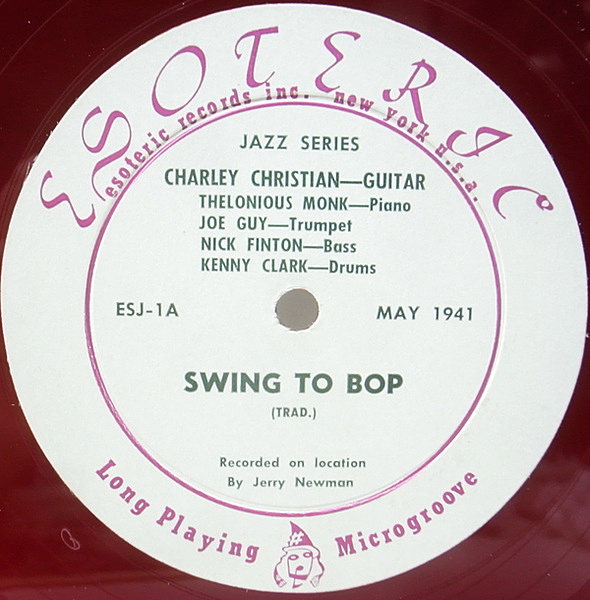 ESOTERIC
esoteric records inc. new york u.s.a.
JAZZ SERIES
CHARLEY CHRISTIAN—GUITAR
THELONIOUS MONK—Piano
JOE GUY—Trumpet
NICK FINTON—Bass
KENNY CLARK—Drums
ESJ-1A MAY 1941
SWING TO BOP
(TRAD.)
Recorded on location
By Jerry Newman
Long Playing Microgroove